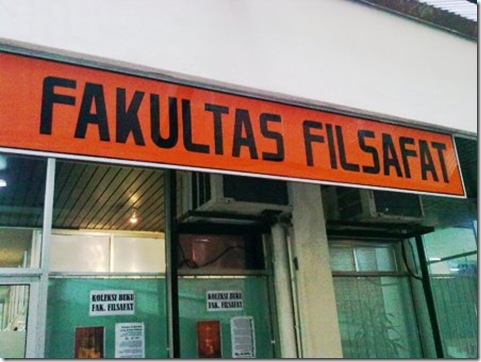 FAKULTAS FILSAFAT
KOLEKSI BUKU
FAK. FILSAFAT
KOLEKSI BUKU
FAK. FILSAFAT